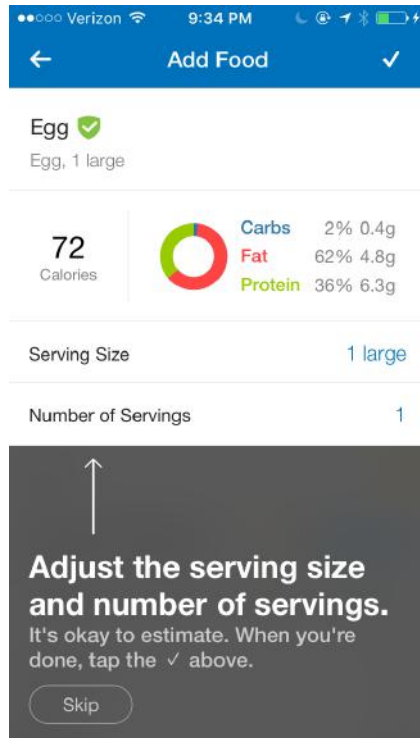 Verizon 9:34 PM
Add Food ✓
Egg
Egg, 1 large
72
Calories
Carbs 2% 0.4g
Fat 62% 4.8g
Protein 36% 6.3g
Serving Size 1 large
Number of Servings 1
Adjust the serving size
and number of servings.
It's okay to estimate. When you're
done, tap the ✓ above.
Skip